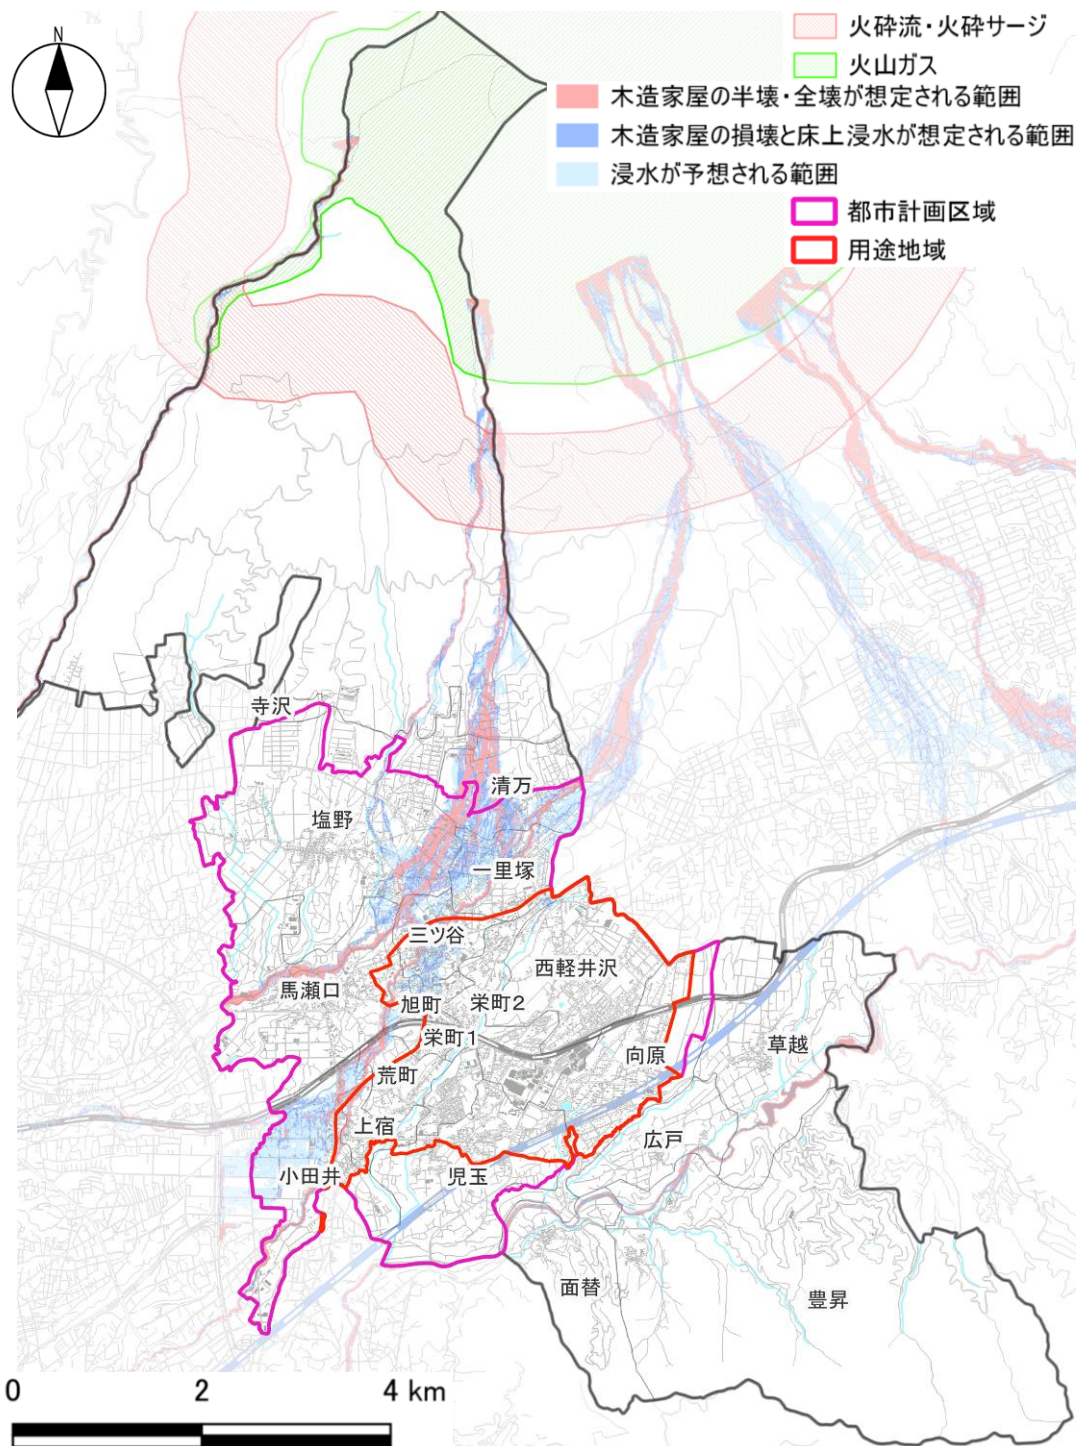 N
火砕流・火砕サージ
火山ガス
木造家屋の半壊・全壊が想定される範囲
木造家屋の損壊と床上浸水が想定される範囲
浸水が予想される範囲
都市計画区域
用途地域
寺沢
清万
塩野
一里塚
三ツ谷
西軽井沢
馬瀬口
旭町
栄町2
栄町1
向原
草越
荒町
上宿
広戸
小田井
児玉
面替
豊昇
0 2 4 km